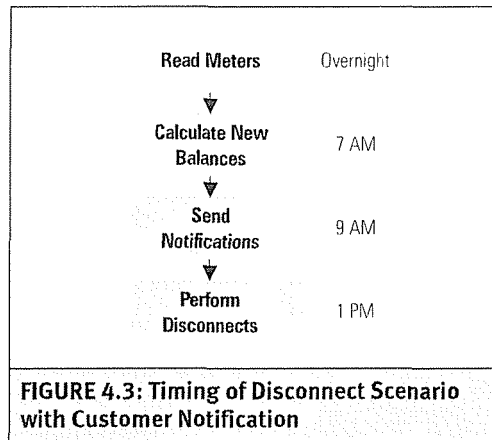 Read Meters Overnight
Calculate New
Balances 7 AM
Send
Notifications 9 AM
Perform
Disconnects 1 PM
FIGURE 4.3: Timing of Disconnect Scenario
with Customer Notification